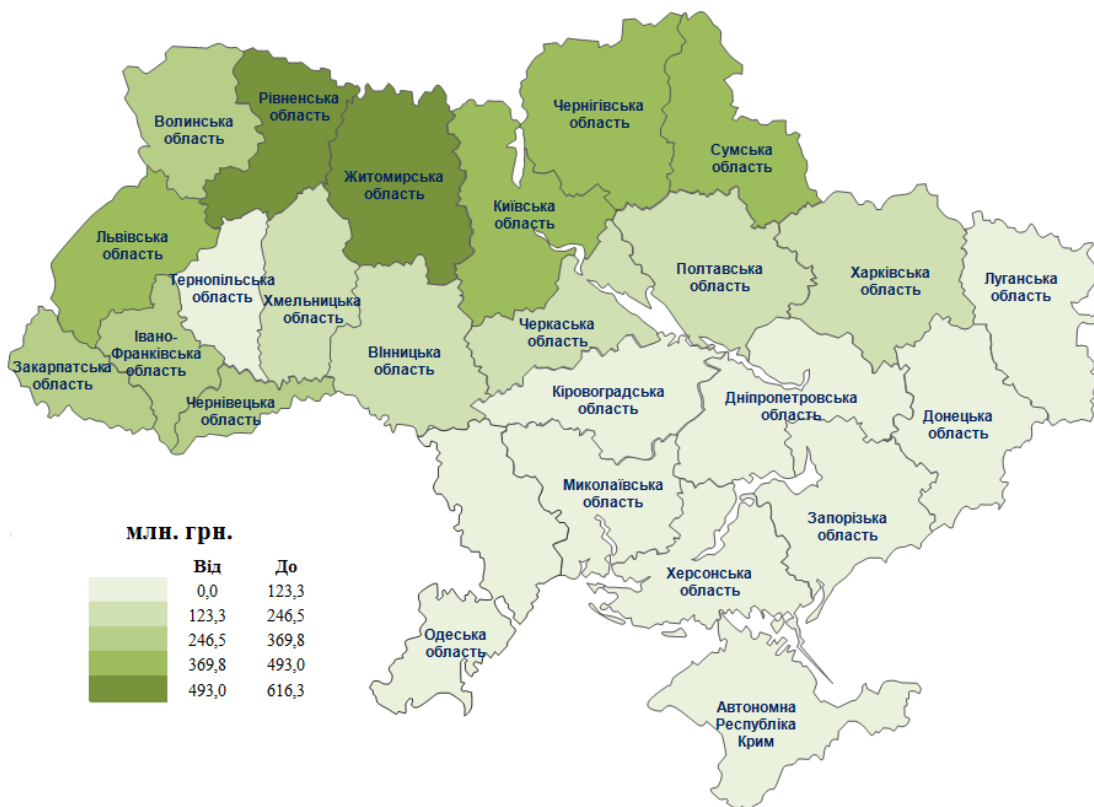 Чернігівська
область
Рівненська
область
Волинська
область
Сумська
область
Житомирська
область
Київська
область
Львівська
область
Тернопільська
область
Хмельницька
область
Полтавська
область
Харківська
область
Луганська
область
Івано-
Франківська
область
Закарпатська
область
Вінницька
область
Черкаська
область
Чернівецька
область
Кіровоградська
область
Дніпропетровська
область
Донецька
область
Миколаївська
область
Запорізька
область
Херсонська
область
Одеська
область
Автономна
Республіка
Крим
млн. грн.
Від До
0,0 123,3
123,3 246,5
246,5 369,8
369,8 493,0
493,0 616,3